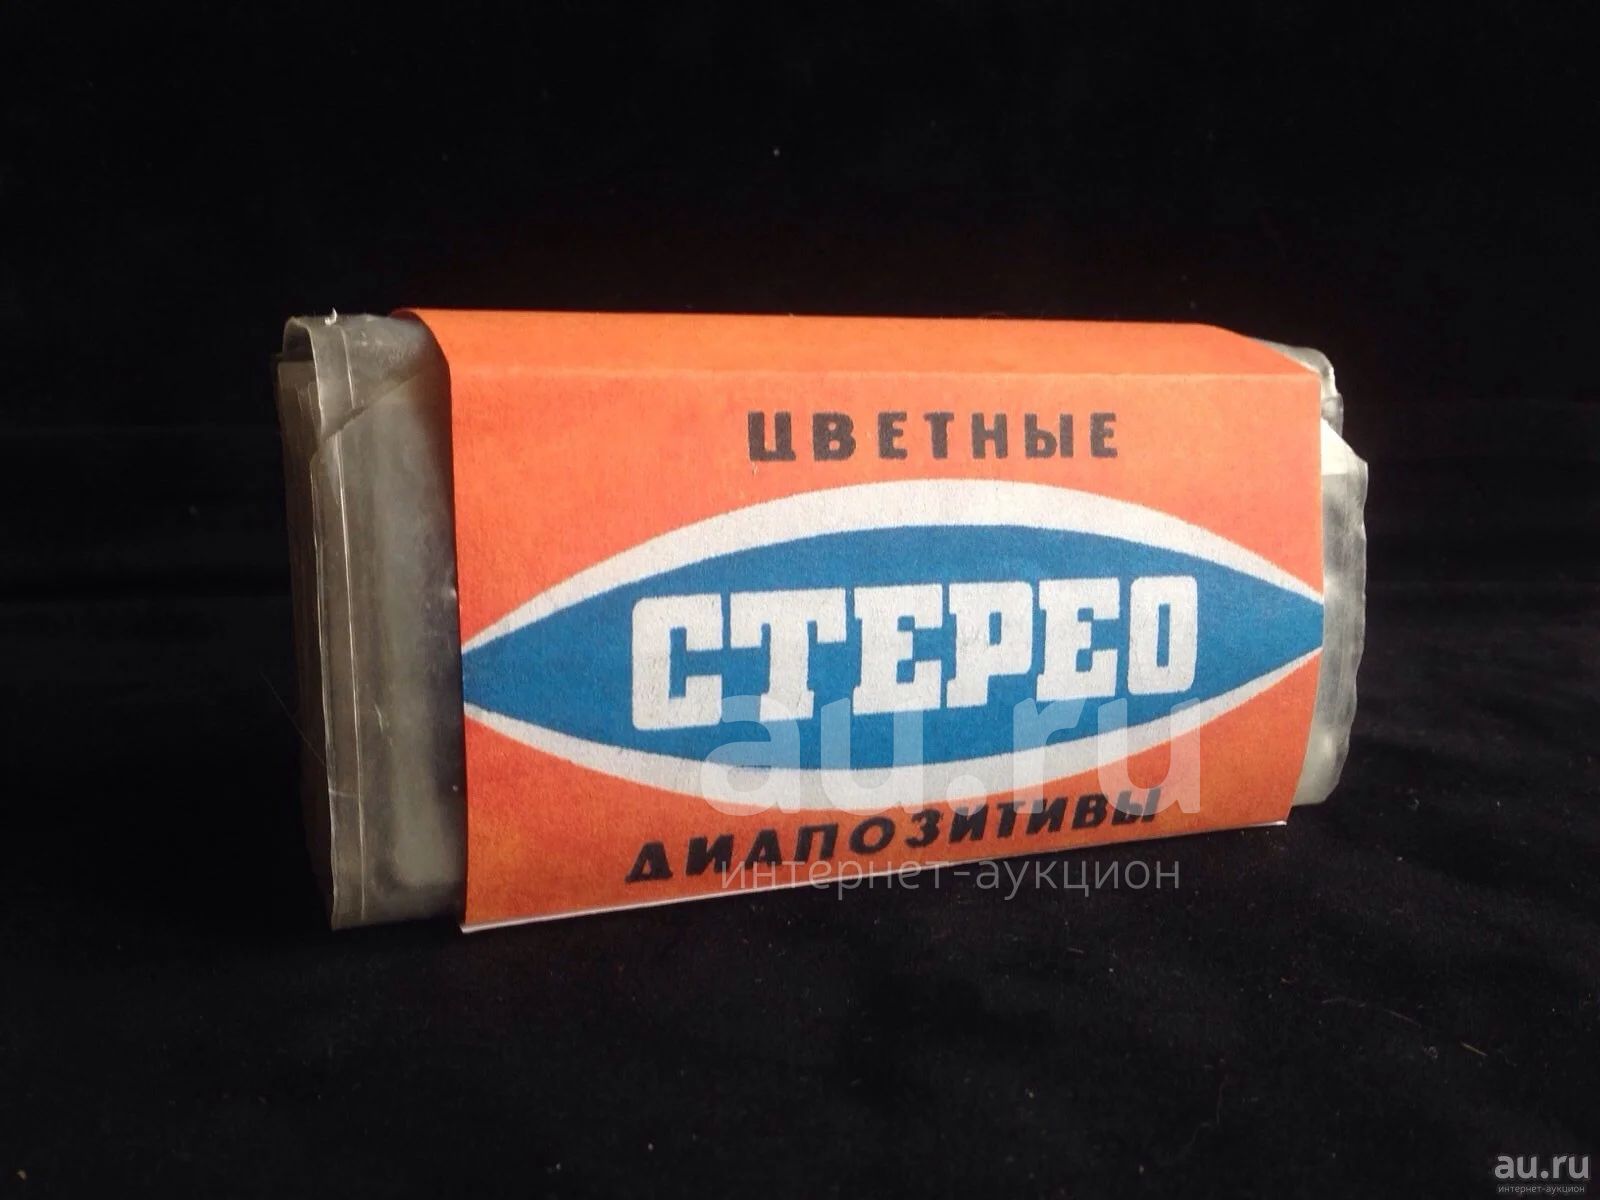 ЦВЕТНЫЕ
СТЕРЕО
ДИАПОЗИТИВЫ
au.ru
интернет-аукцион
au.ru
интернет-аукцион